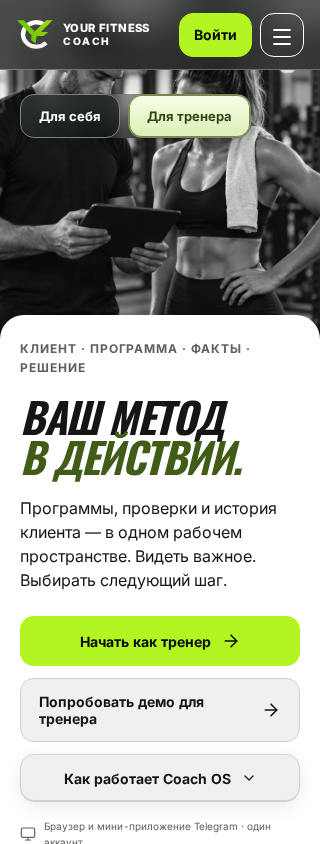 YOUR FITNESS
COACH
Войти
Для себя
Для тренера
КЛИЕНТ · ПРОГРАММА · ФАКТЫ ·
РЕШЕНИЕ
ВАШ МЕТОД
В ДЕЙСТВИИ.
Программы, проверки и история
клиента — в одном рабочем
пространстве. Видеть важное.
Выбирать следующий шаг.
Начать как тренер
Попробовать демо для
тренера
Как работает Coach OS
Браузер и мини-приложение Telegram · один
аккаунт